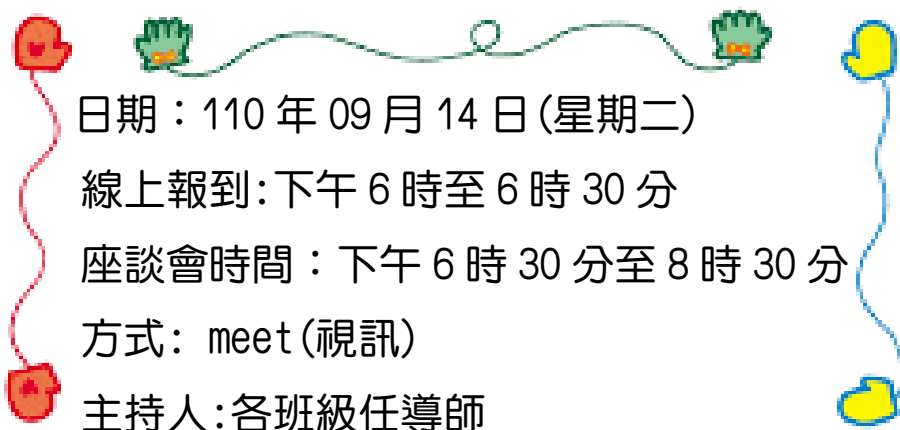 日期：110 年 09 月 14 日(星期二)
線上報到:下午 6 時至 6 時 30 分
座談會時間：下午 6 時 30 分至 8 時 30 分
方式: meet(視訊)
主持人:各班級任導師